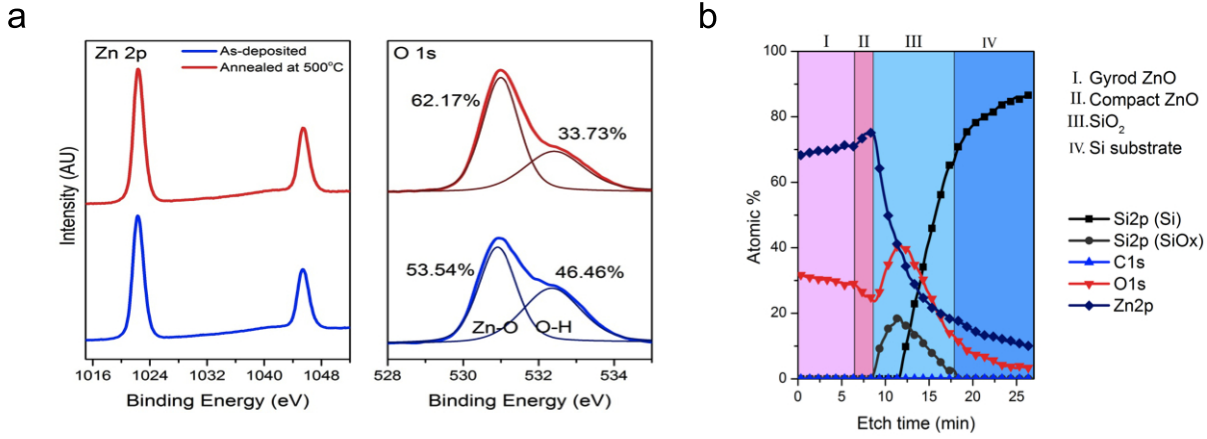 a
Zn 2p
As-deposited
Annealed at 500°C
Intensity (AU)
1016 1024 1032 1040 1048
Binding Energy (eV)
O 1s
62.17%
33.73%
53.54%
46.46%
Zn-O O-H
528 530 532 534
Binding Energy (eV)
b
I II III IV
100
80
60
40
20
0
Atomic %
0 5 10 15 20 25
Etch time (min)
I. Gyrod ZnO
II. Compact ZnO
III. SiO2
IV. Si substrate
Si2p (Si)
Si2p (SiOx)
C1s
O1s
Zn2p